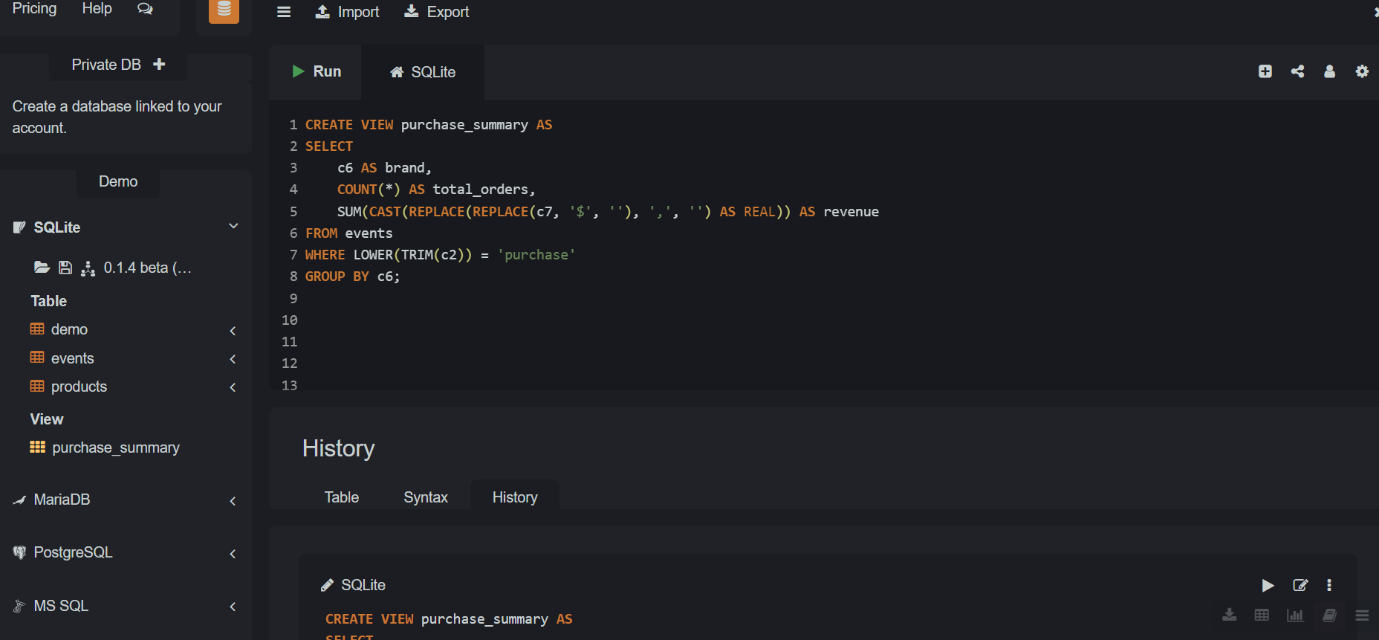 Pricing Help
Import Export
Private DB
Create a database linked to your
account.
Demo
SQLite
0.1.4 beta (...
Table
demo
events
products
View
purchase_summary
MariaDB
PostgreSQL
MS SQL
Run SQLite
1 CREATE VIEW purchase_summary AS
2 SELECT
3 c6 AS brand,
4 COUNT(*) AS total_orders,
5 SUM(CAST(REPLACE(REPLACE(c7, '$', ''), ',', '') AS REAL)) AS revenue
6 FROM events
7 WHERE LOWER(TRIM(c2)) = 'purchase'
8 GROUP BY c6;
9
10
11
12
13
History
Table Syntax History
SQLite
CREATE VIEW purchase_summary AS
SELECT